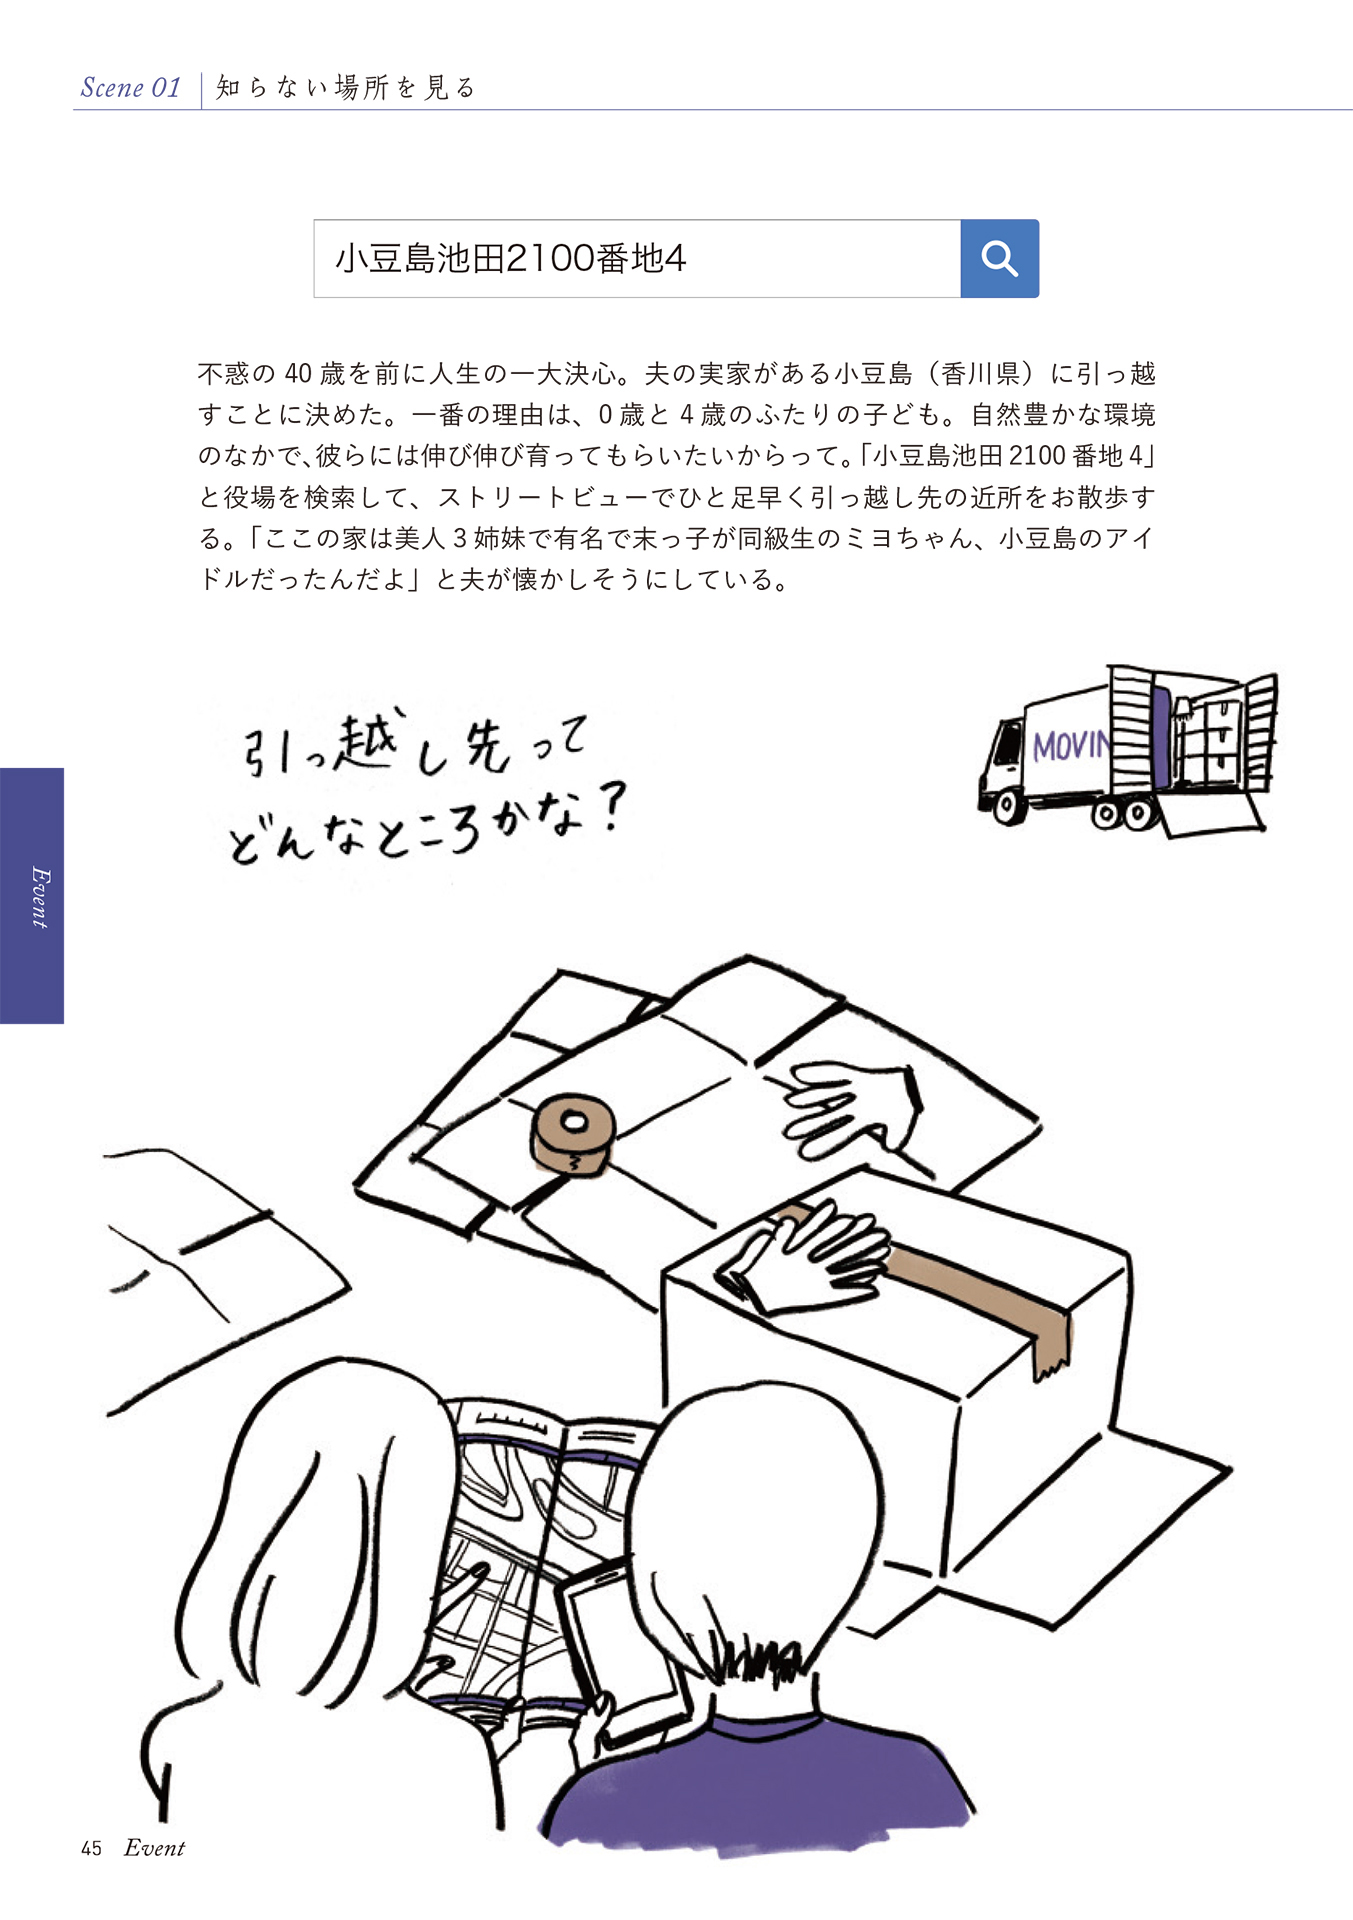 Scene 01
知らない場所を見る
小豆島池田2100番地4
不惑の 40 歳を前に人生の一大決心。夫の実家がある小豆島（香川県）に引っ越
すことに決めた。一番の理由は、0 歳と 4 歳のふたりの子ども。自然豊かな環境
のなかで、彼らには伸び伸び育ってもらいたいからって。「小豆島池田 2100 番地 4」
と役場を検索して、ストリートビューでひと足早く引っ越し先の近所をお散歩す
る。「ここの家は美人 3 姉妹で有名で末っ子が同級生のミヨちゃん、小豆島のアイ
ドルだったんだよ」と夫が懐かしそうにしている。
引っ越し先って
どんなところかな？
MOVIN
Event
45 Event